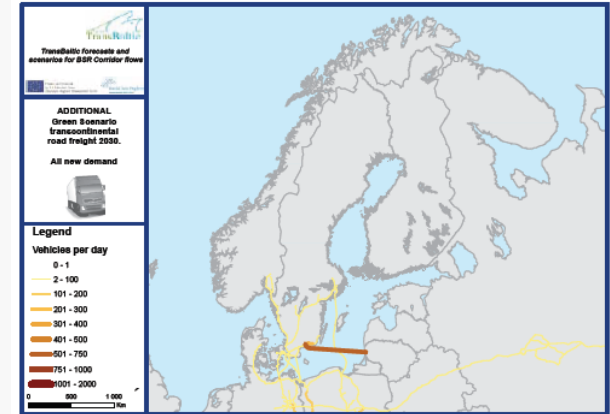 TransBaltic
TransBaltic forecasts and
scenarios for BSR Corridor flows
ADDITIONAL
Green Scenario
transcontinental
road freight 2030.
All new demand
Legend
Vehicles per day
0 - 1
2 - 100
101 - 200
201 - 300
301 - 400
401 - 500
501 - 750
751 - 1000
1001 - 2000
0 500 1 000
Km